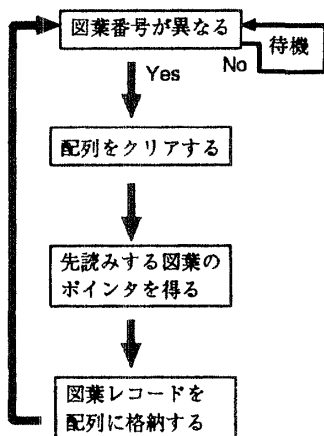 図葉番号が異なる
待機
No
Yes
配列をクリアする
先読みする図葉の
ポインタを得る
図葉レコードを
配列に格納する